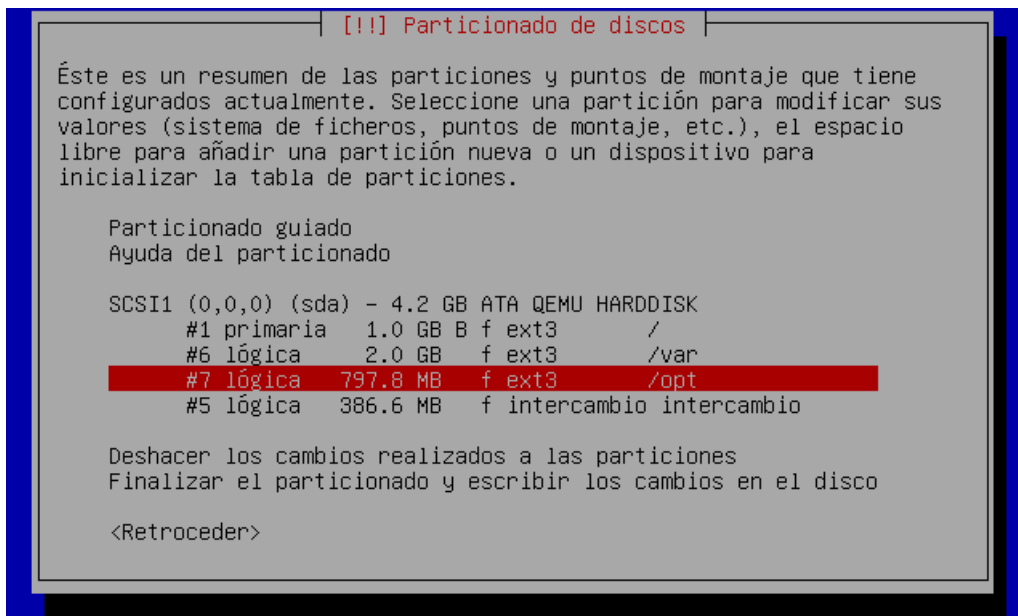 [!!] Particionado de discos
Éste es un resumen de las particiones y puntos de montaje que tiene
configurados actualmente. Seleccione una partición para modificar sus
valores (sistema de ficheros, puntos de montaje, etc.), el espacio
libre para añadir una partición nueva o un dispositivo para
inicializar la tabla de particiones.
Particionado guiado
Ayuda del particionado
SCSI1 (0,0,0) (sda) - 4.2 GB ATA QEMU HARDDISK
#1 primaria 1.0 GB B f ext3 /
#6 lógica 2.0 GB f ext3 /var
#7 lógica 797.8 MB f ext3 /opt
#5 lógica 386.6 MB f intercambio intercambio
Deshacer los cambios realizados a las particiones
Finalizar el particionado y escribir los cambios en el disco
<Retroceder>